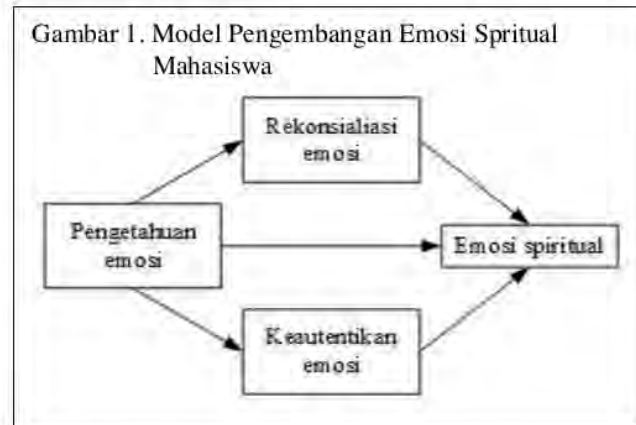 Gambar 1. Model Pengembangan Emosi Spritual
Mahasiswa
Rekonsialiasi
emosi
Pengetahuan
emosi
Emosi spiritual
Keautentikan
emosi